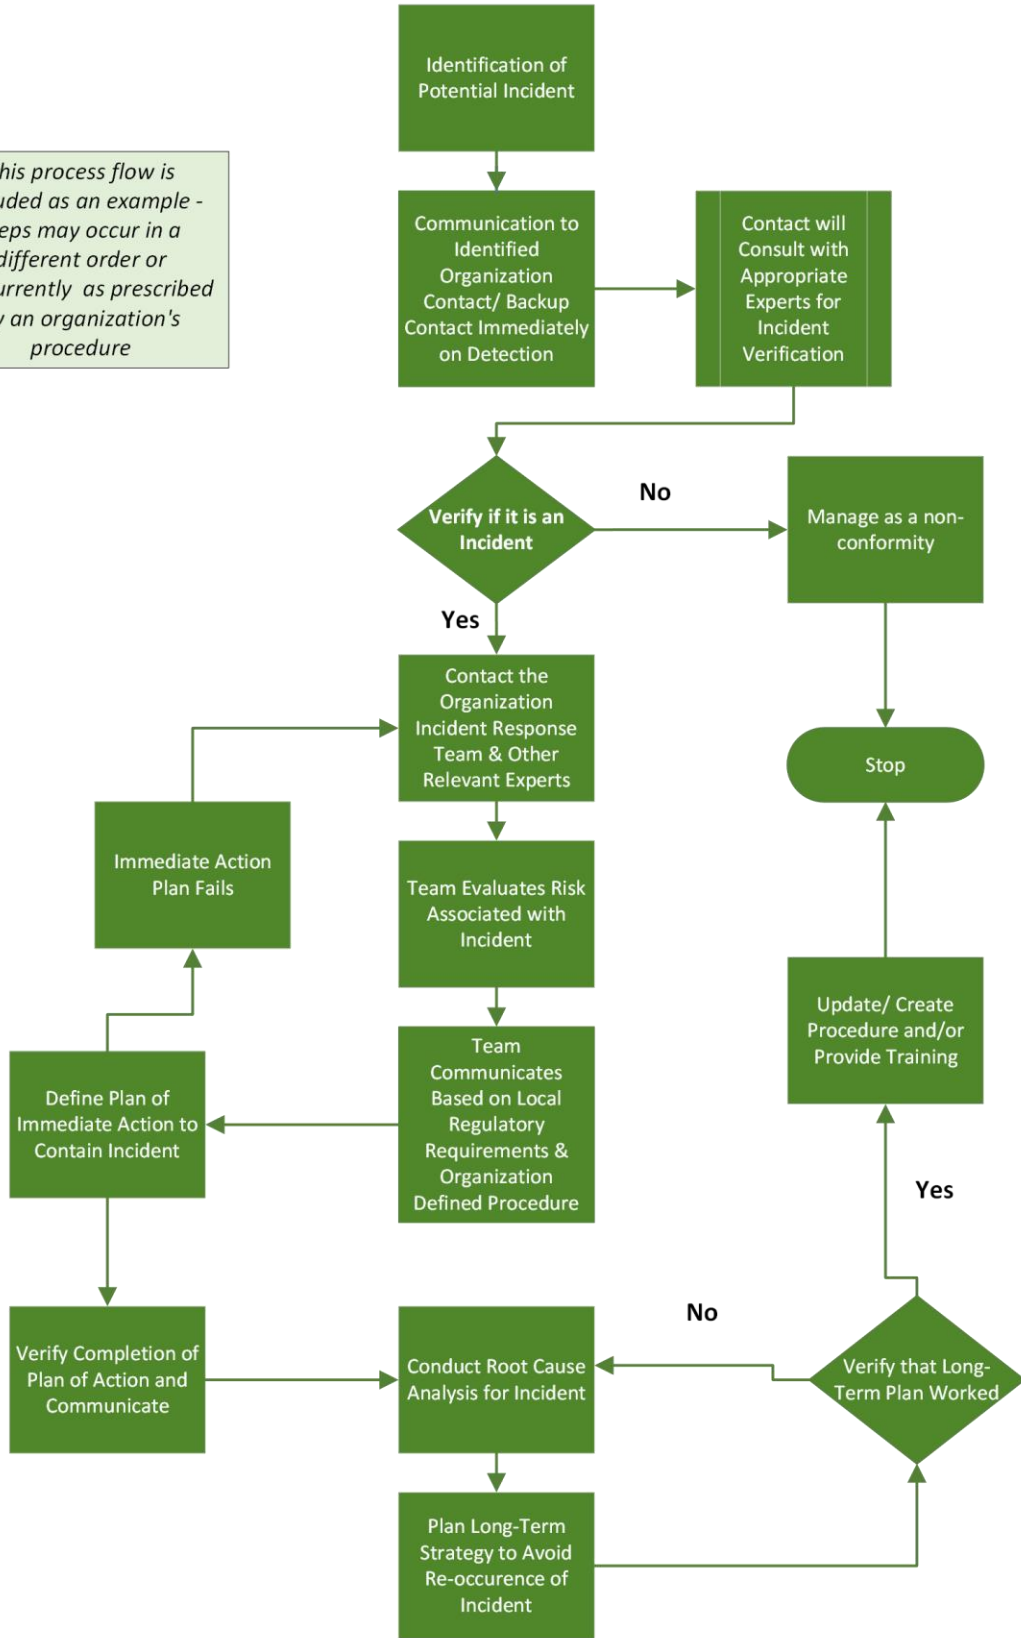 Identification of
Potential Incident
his process flow is
uded as an example -
eps may occur in a
different order or
urrently as prescribed
y an organization's
procedure
Communication to
Identified
Organization
Contact/ Backup
Contact Immediately
on Detection
Contact will
Consult with
Appropriate
Experts for
Incident
Verification
Verify if it is an
Incident
No
Manage as a non-
conformity
Yes
Contact the
Organization
Incident Response
Team & Other
Relevant Experts
Stop
Immediate Action
Plan Fails
Team Evaluates Risk
Associated with
Incident
Update/ Create
Procedure and/or
Provide Training
Team
Communicates
Based on Local
Regulatory
Requirements &
Organization
Defined Procedure
Define Plan of
Immediate Action to
Contain Incident
Yes
Verify Completion of
Plan of Action and
Communicate
Conduct Root Cause
Analysis for Incident
No
Verify that Long-
Term Plan Worked
Plan Long-Term
Strategy to Avoid
Re-occurence of
Incident